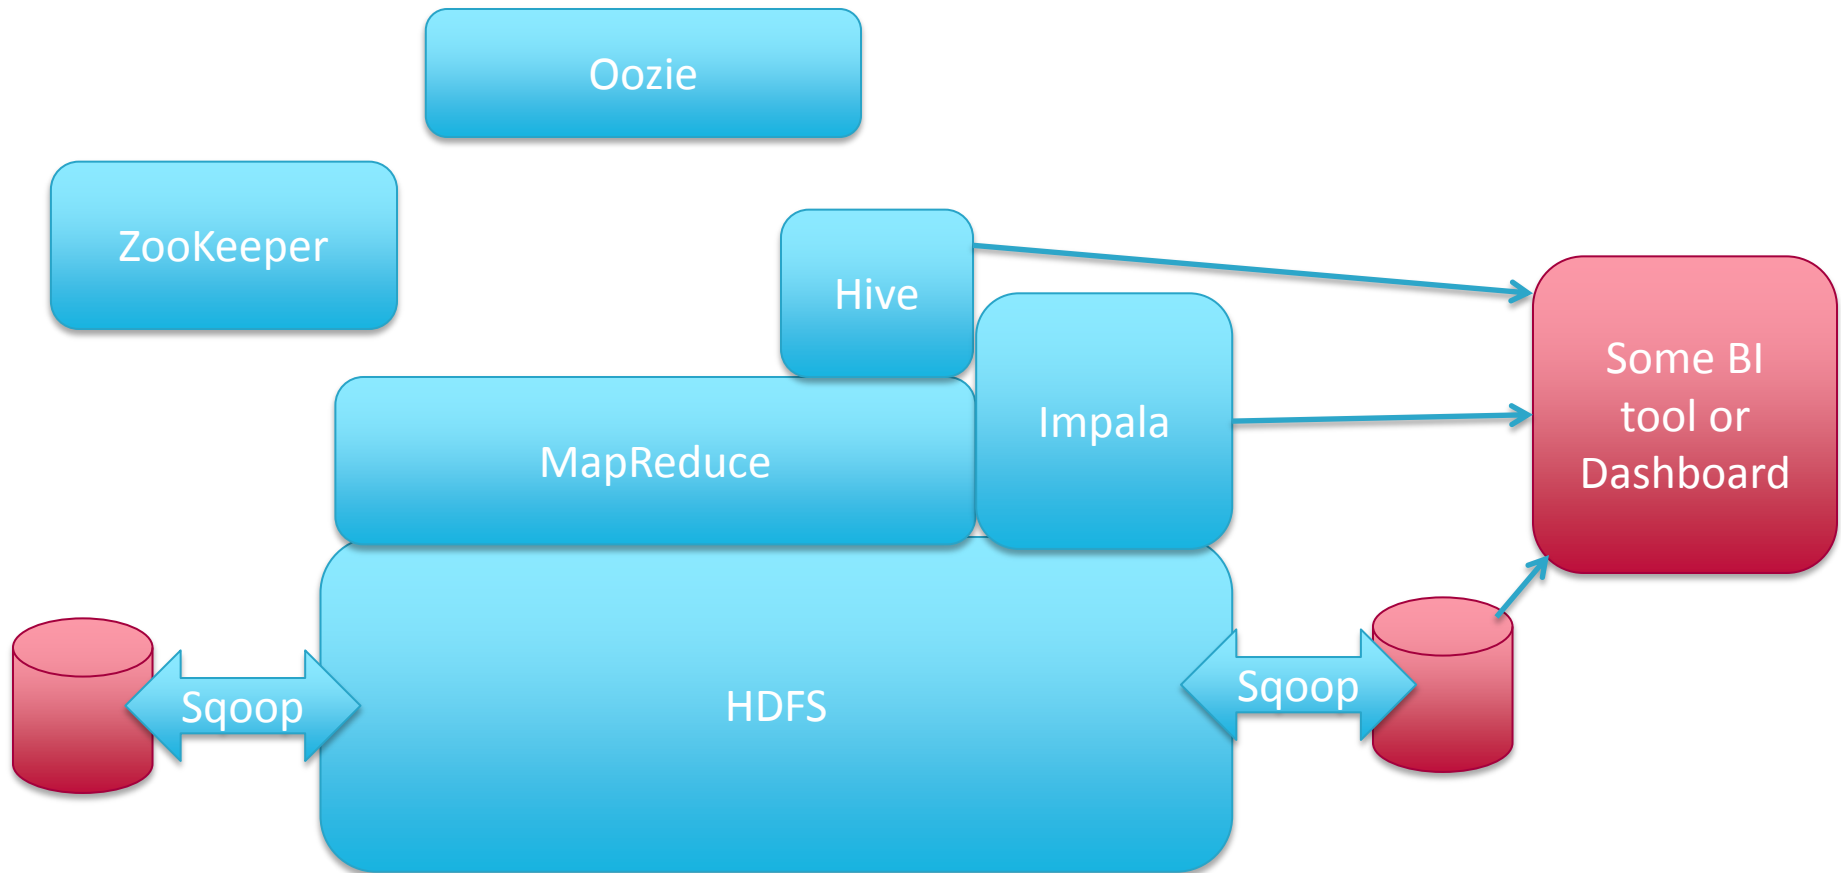 Oozie
ZooKeeper
Hive
Impala
MapReduce
Some BI
tool or
Dashboard
Sqoop
HDFS
Sqoop